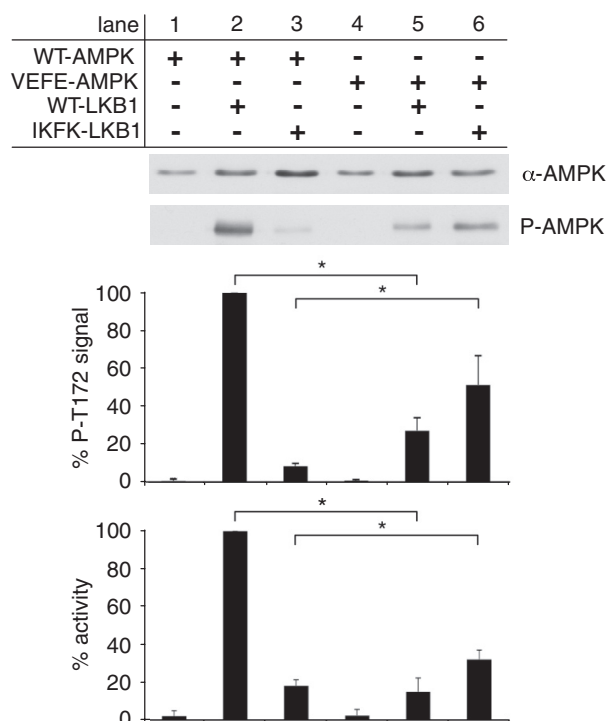 lane 1 2 3 4 5 6
WT-AMPK + + + - - -
VEFE-AMPK - - - + + +
WT-LKB1 - + - - + -
IKFK-LKB1 - - + - - +
α-AMPK
P-AMPK
* 
*
% P-T172 signal
100
80
60
40
20
0
*
*
% activity
100
80
60
40
20
0